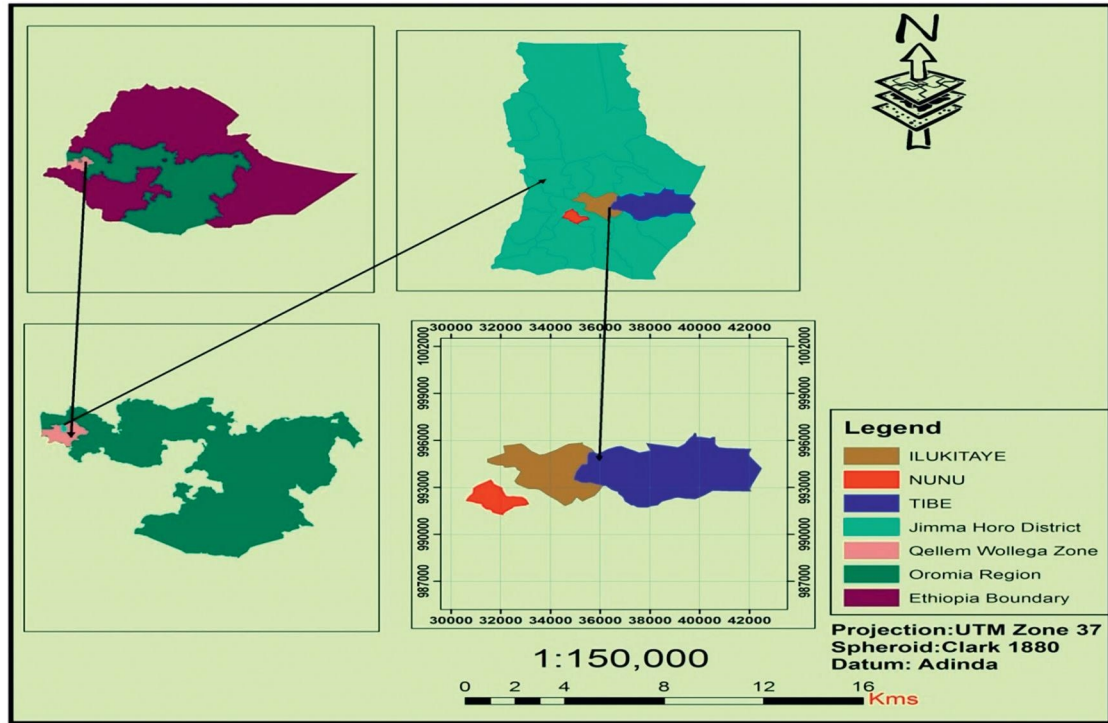 N
30000 32000 34000 36000 38000 40000 42000
1002000 1002000
999000 999000
996000 996000
993000 993000
990000 990000
987000 987000
30000 32000 34000 36000 38000 40000 42000
Legend
ILUKITAYE
NUNU
TIBE
Jimma Horo District
Qellem Wollega Zone
Oromia Region
Ethiopia Boundary
Projection:UTM Zone 37
Spheroid:Clark 1880
Datum: Adinda
1:150,000
0 2 4 8 12 16
Kms